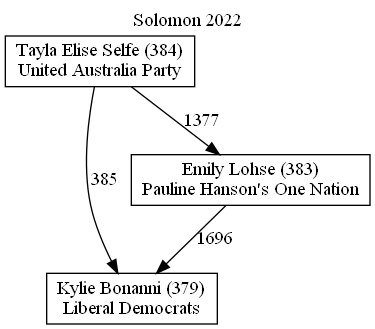 Solomon 2022
Tayla Elise Selfe (384)
United Australia Party
1377
Emily Lohse (383)
Pauline Hanson's One Nation
385
1696
Kylie Bonanni (379)
Liberal Democrats